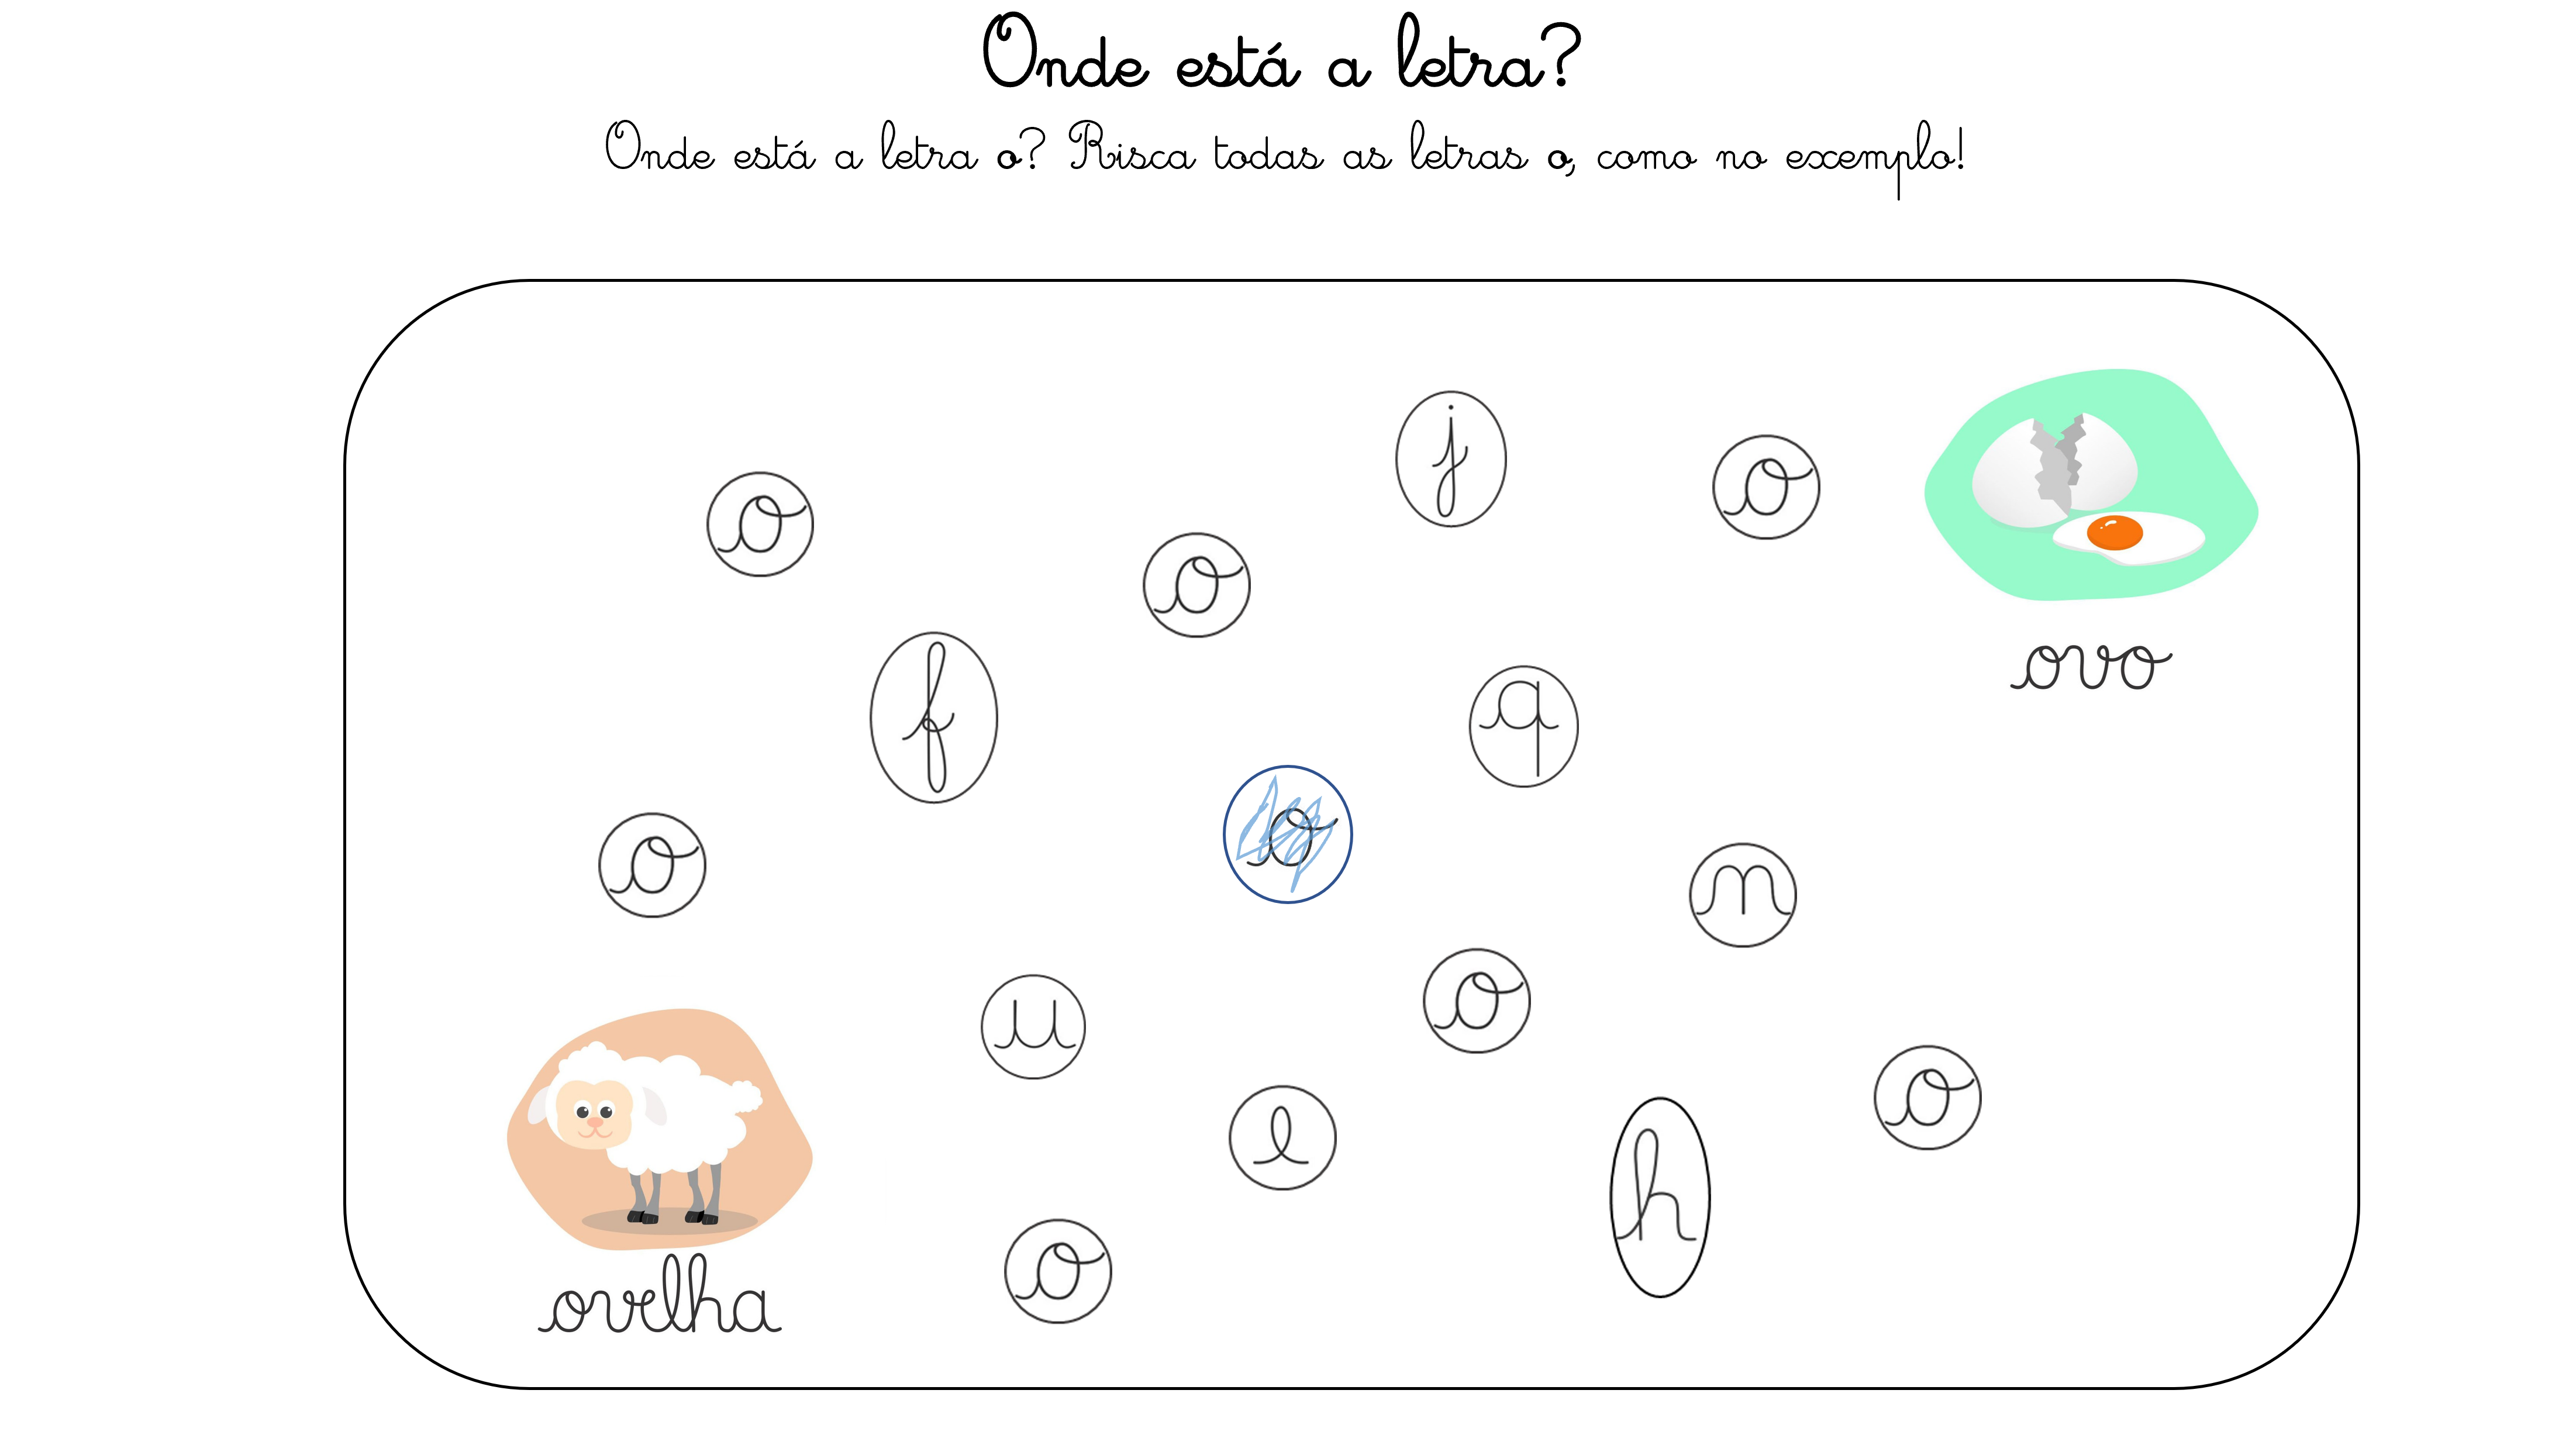 Onde está a letra?
Onde está a letra o? Risca todas as letras o, como no exemplo!
j
o
o
o
ovo
f
q
o
o
m
o
u
o
e
h
o
ovelha